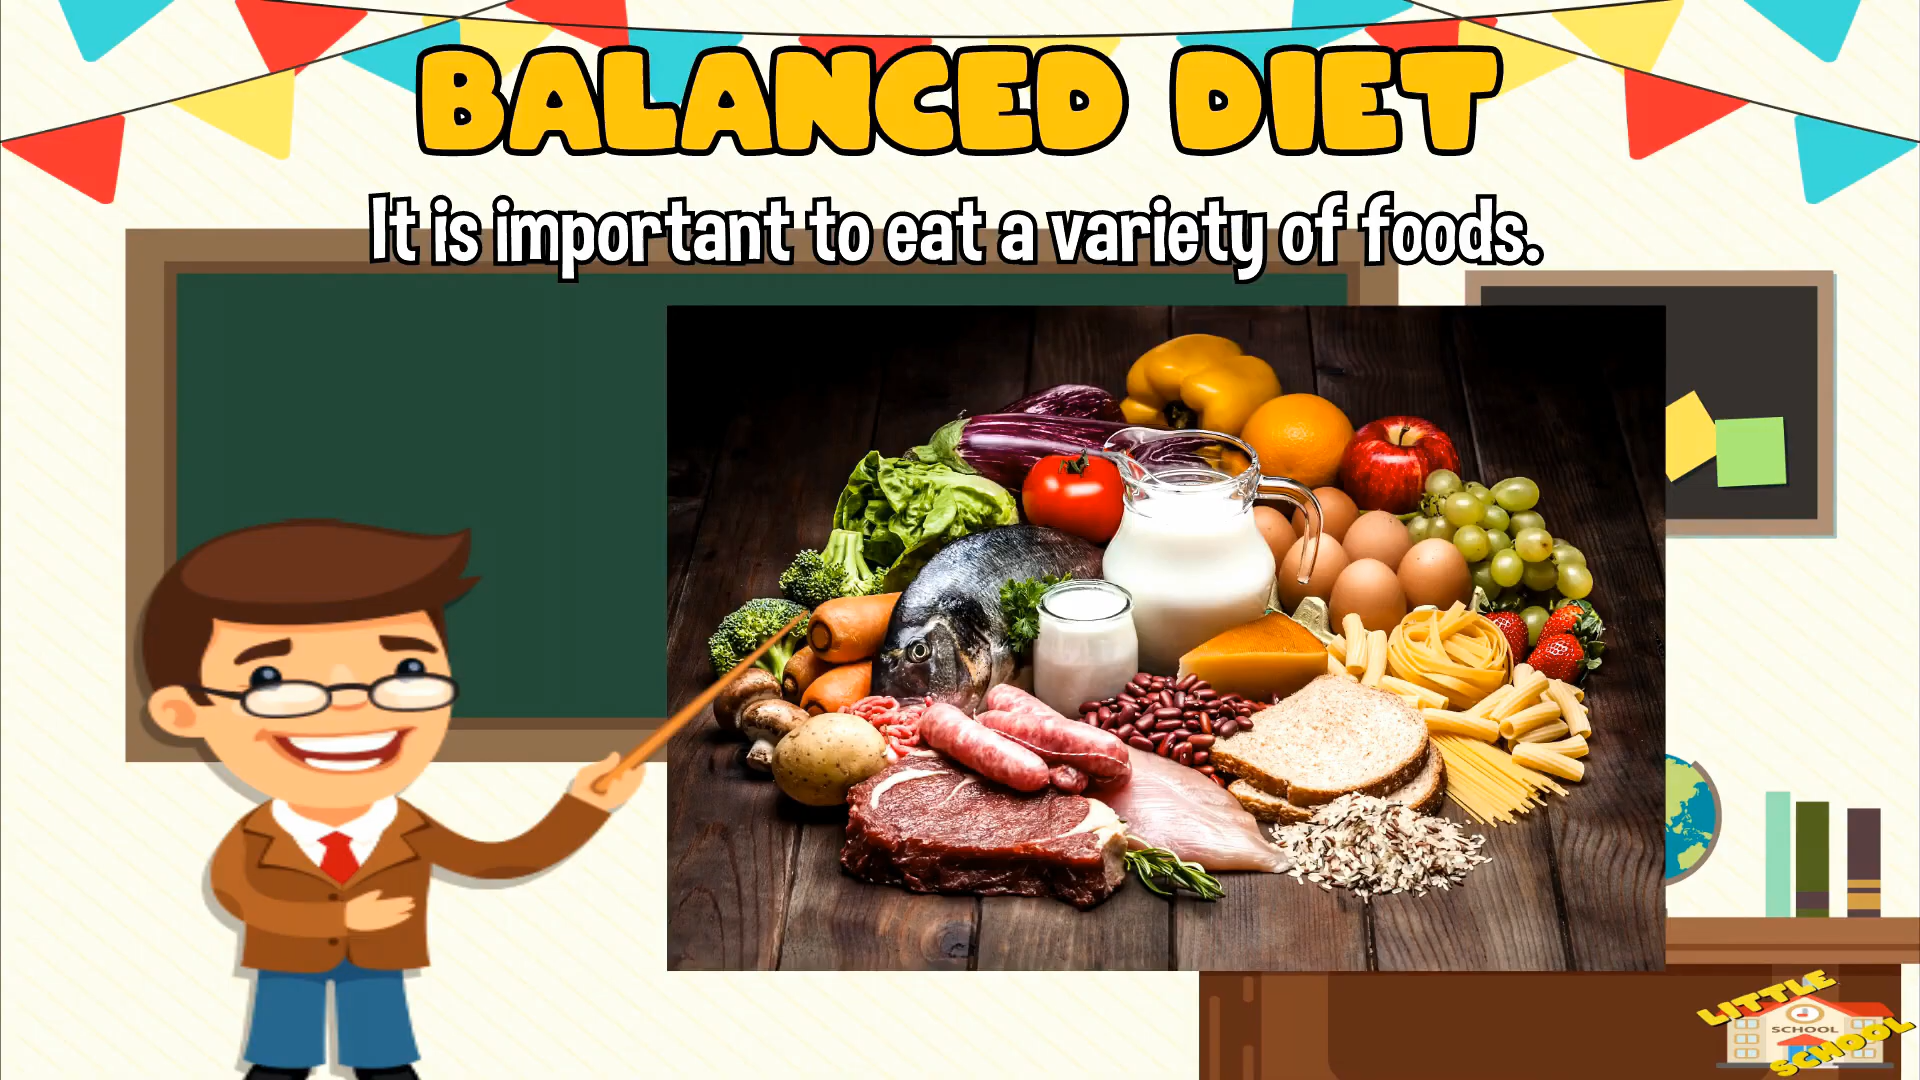 BALANCED DIET
It is important to eat a variety of foods.
LITTLE
SCHOOL
SCHOOL